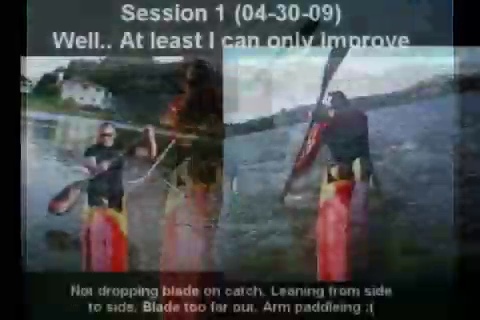 Session 1 (04-30-09)
Well.. At least I can only improve
Not dropping blade on catch. Leaning from side
to side. Blade too far out. Arm paddleing :(